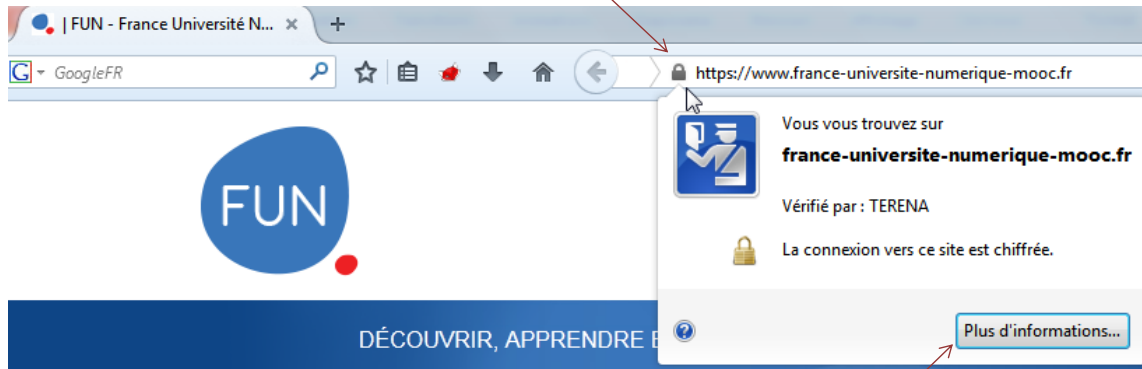 | FUN - France Université N... × +
G GoogleFR
https://www.france-universite-numerique-mooc.fr
Vous vous trouvez sur
france-universite-numerique-mooc.fr
Vérifié par : TERENA
La connexion vers ce site est chiffrée.
Plus d'informations...
FUN
DÉCOUVRIR, APPRENDRE E